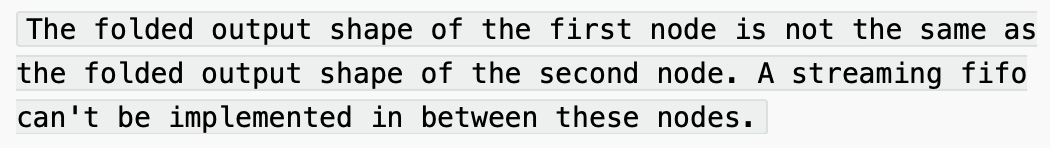 The folded output shape of the first node is not the same as
the folded output shape of the second node. A streaming fifo
can't be implemented in between these nodes.